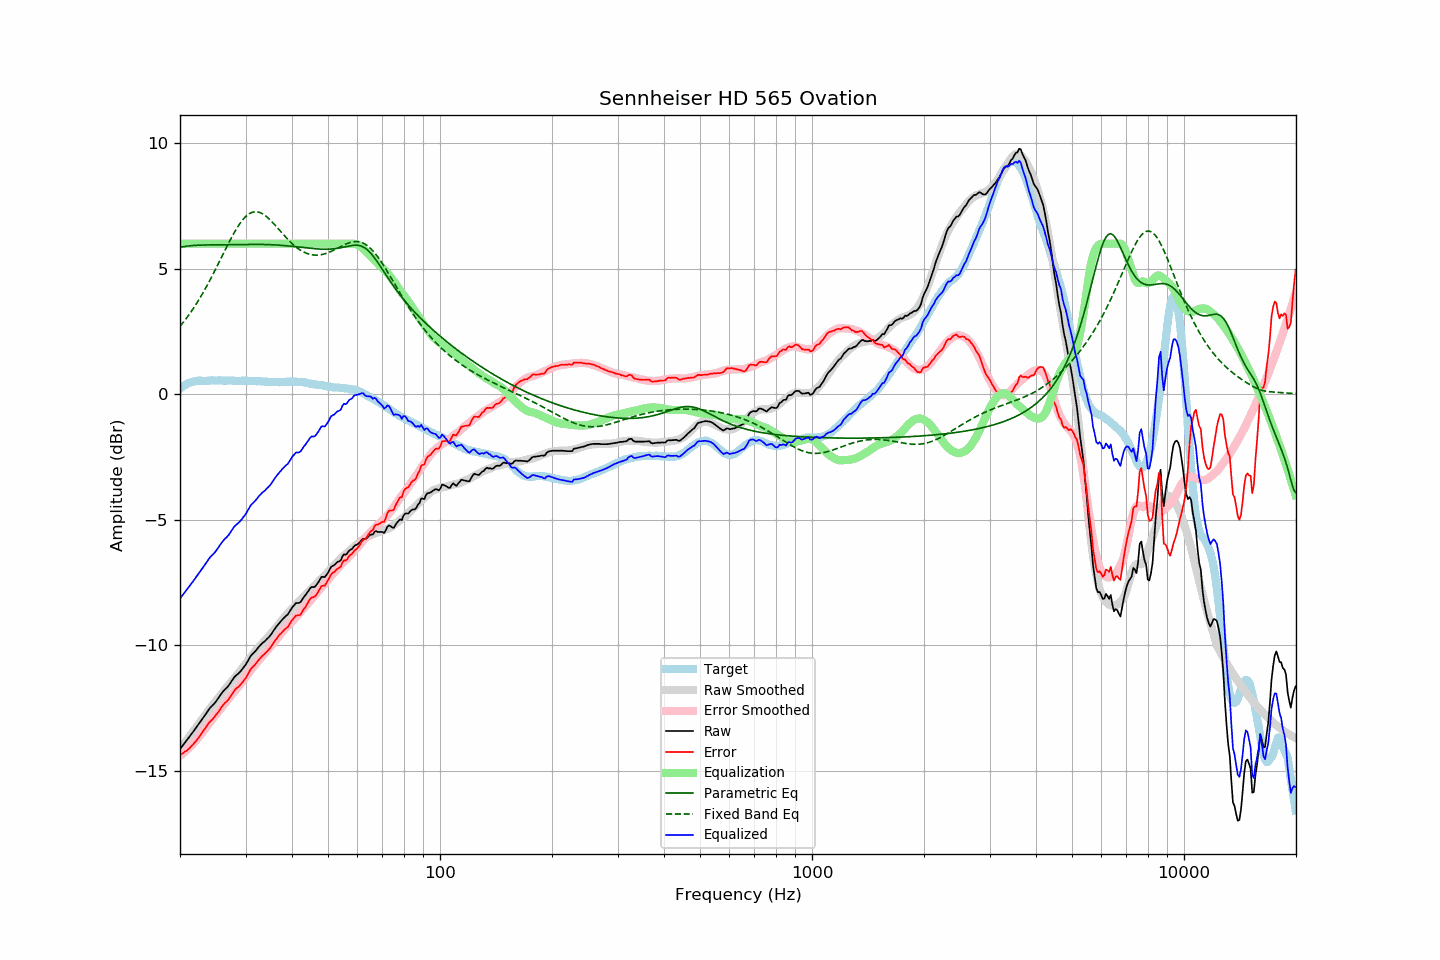 Sennheiser HD 565 Ovation
10
5
0
−5
−10
−15
Amplitude (dBr)
100
1000
10000
Frequency (Hz)
Target
Raw Smoothed
Error Smoothed
Raw
Error
Equalization
Parametric Eq
Fixed Band Eq
Equalized